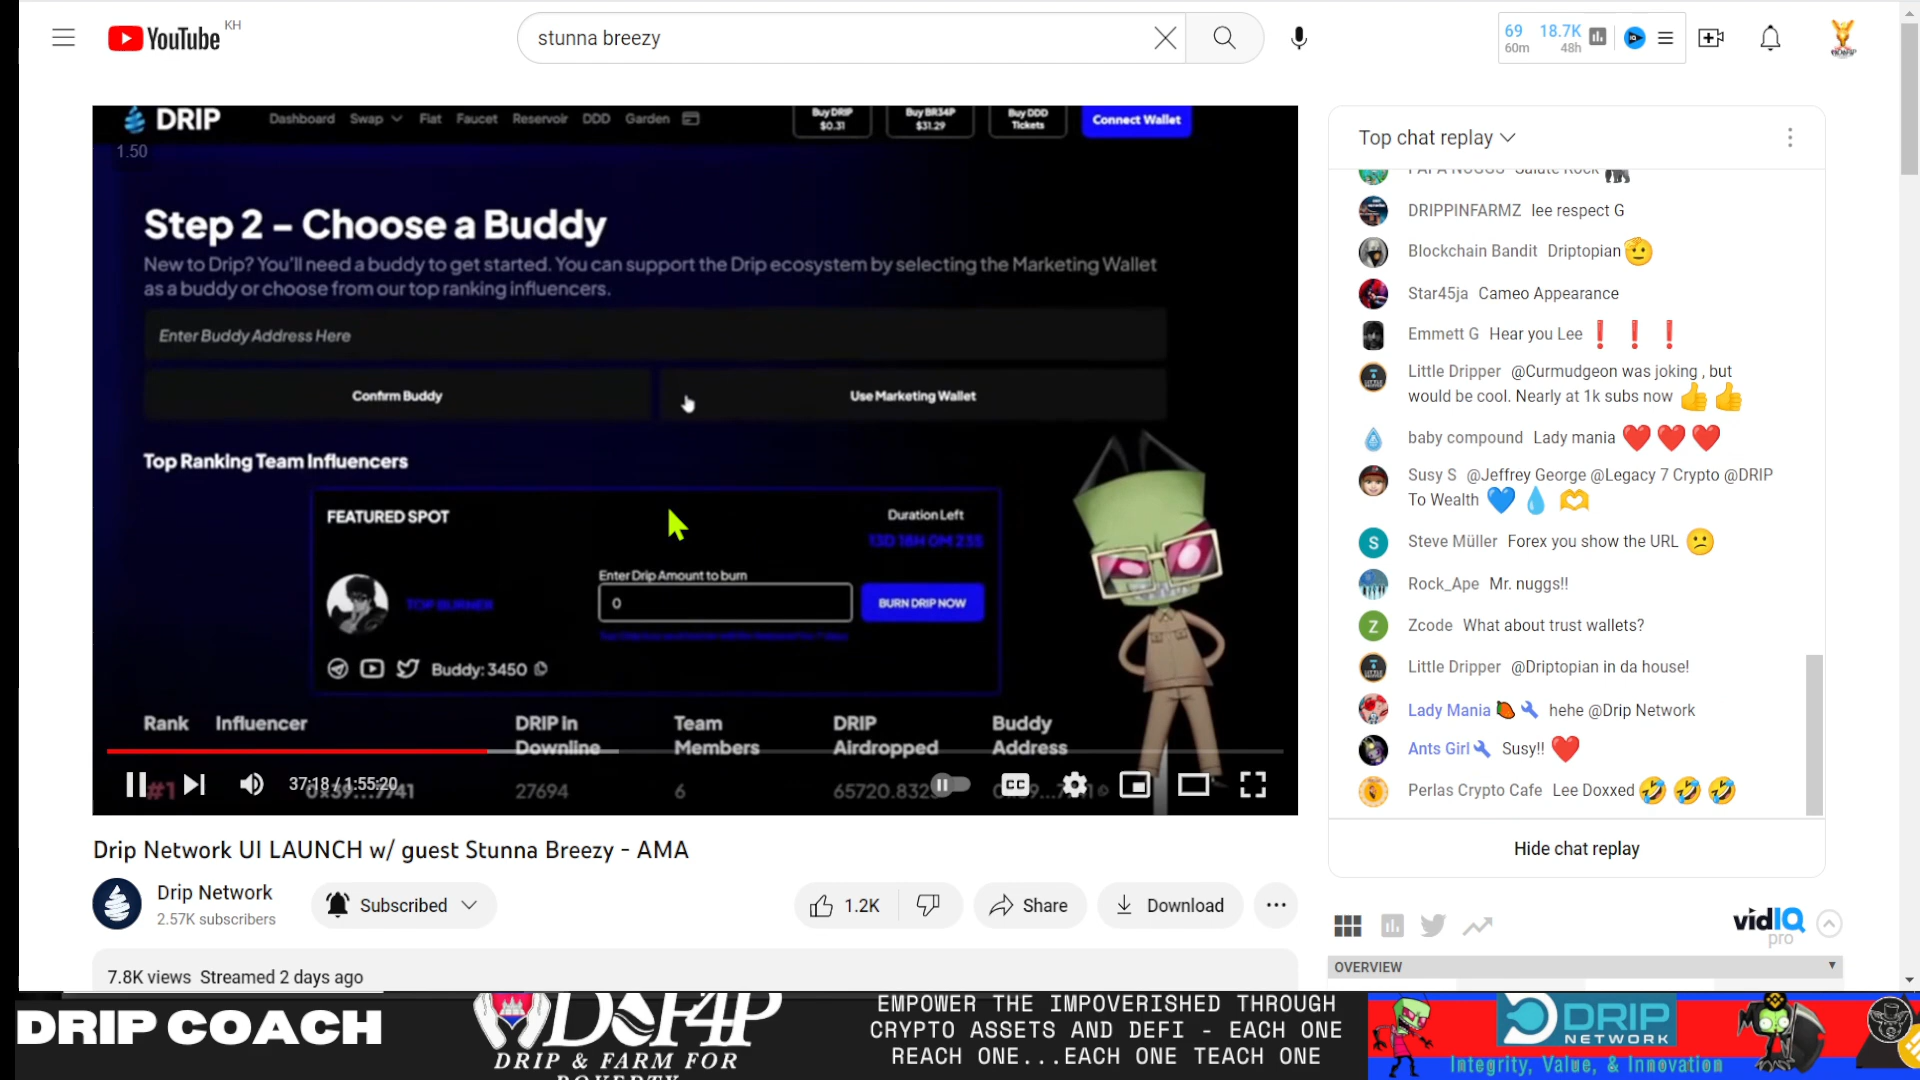 YouTube KH
stunna breezy
69 18.7K
60m 48h
DRIP Dashboard Swap Fiat Faucet Reservoir DDD Garden
Buy DRIP
$0.31
Buy BR34P
$31.29
Buy DDD
Tickets
Connect Wallet
1.50
Step 2 – Choose a Buddy
New to Drip? You'll need a buddy to get started. You can support the Drip ecosystem by selecting the Marketing Wallet
as a buddy or choose from our top ranking influencers.
Enter Buddy Address Here
Confirm Buddy Use Marketing Wallet
Top Ranking Team Influencers
FEATURED SPOT
Duration Left
13D 16H 0M 23S
TOP BURNER
Enter Drip Amount to burn
0
BURN DRIP NOW
Buddy: 3450
Rank Influencer DRIP In Team DRIP Buddy
Downline Members Airdropped Address
#1 27694 6
37:18 / 1:55:20
Drip Network UI LAUNCH w/ guest Stunna Breezy - AMA
Drip Network
2.57K subscribers
Subscribed
1.2K
Share
Download
7.8K views Streamed 2 days ago
Top chat replay
PAPA NUGGS Salute Rock
DRIPPINFARMZ lee respect G
Blockchain Bandit Driptopian
Star45ja Cameo Appearance
Emmett G Hear you Lee ❗ ❗ ❗
Little Dripper @Curmudgeon was joking , but
would be cool. Nearly at 1k subs now
baby compound Lady mania
Susy S @Jeffrey George @Legacy 7 Crypto @DRIP
To Wealth
S Steve Müller Forex you show the URL
Rock_Ape Mr. nuggs!!
Z Zcode What about trust wallets?
Little Dripper @Driptopian in da house!
Lady Mania hehe @Drip Network
Ants Girl Susy!!
Perlas Crypto Cafe Lee Doxxed
Hide chat replay
vidIQ
pro
OVERVIEW
DRIP COACH
DRIP & FARM FOR
POVERTY
EMPOWER THE IMPOVERISHED THROUGH
CRYPTO ASSETS AND DEFI - EACH ONE
REACH ONE...EACH ONE TEACH ONE
DRIP
NETWORK
Integrity, Value, & Innovation